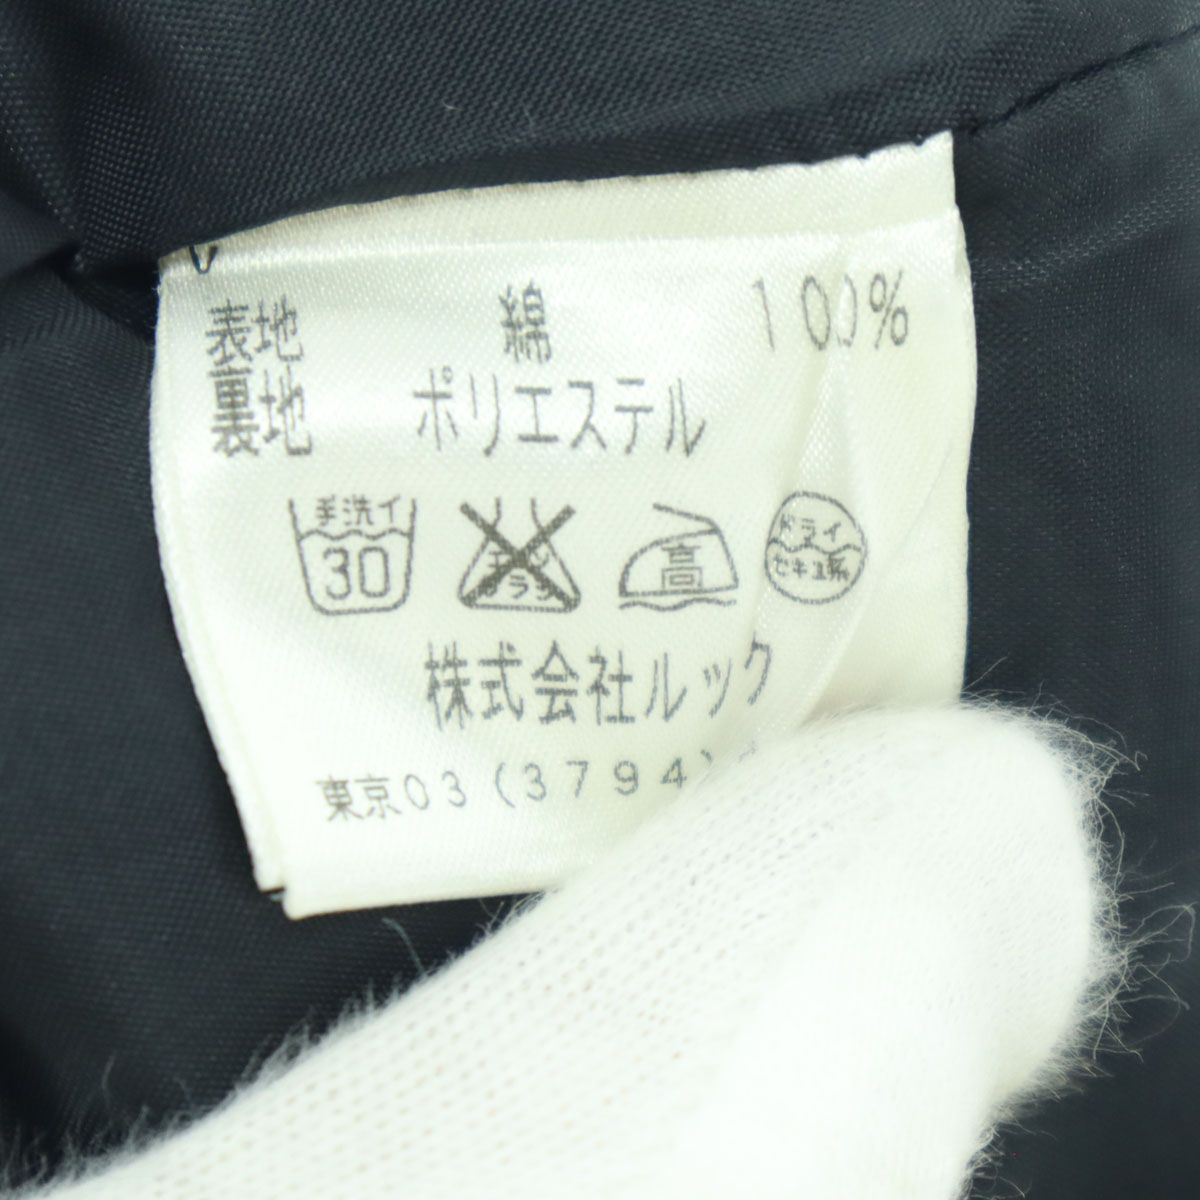 表地 綿 100%
裏地 ポリエステル
手洗イ
30
高
ドライ
セキユ系
株式会社ルック
東京03(3794)